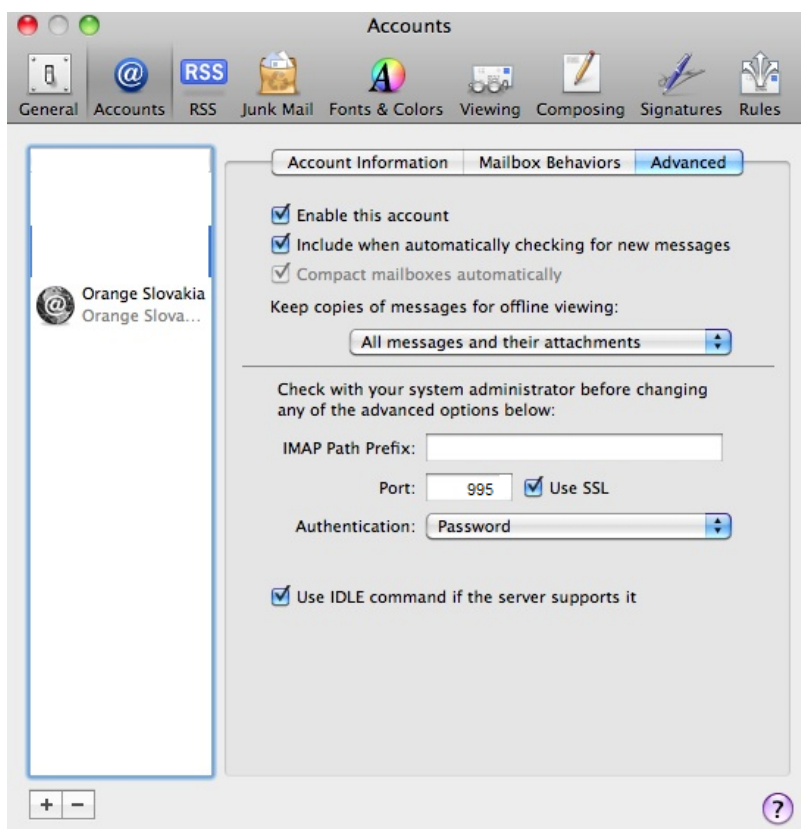 Accounts
General Accounts RSS Junk Mail Fonts & Colors Viewing Composing Signatures Rules
RSS
Account Information Mailbox Behaviors Advanced
Enable this account
Include when automatically checking for new messages
Compact mailboxes automatically
Orange Slovakia
Orange Slova...
Keep copies of messages for offline viewing:
All messages and their attachments
Check with your system administrator before changing
any of the advanced options below:
IMAP Path Prefix:
Port: 995 Use SSL
Authentication: Password
Use IDLE command if the server supports it
+ − ?